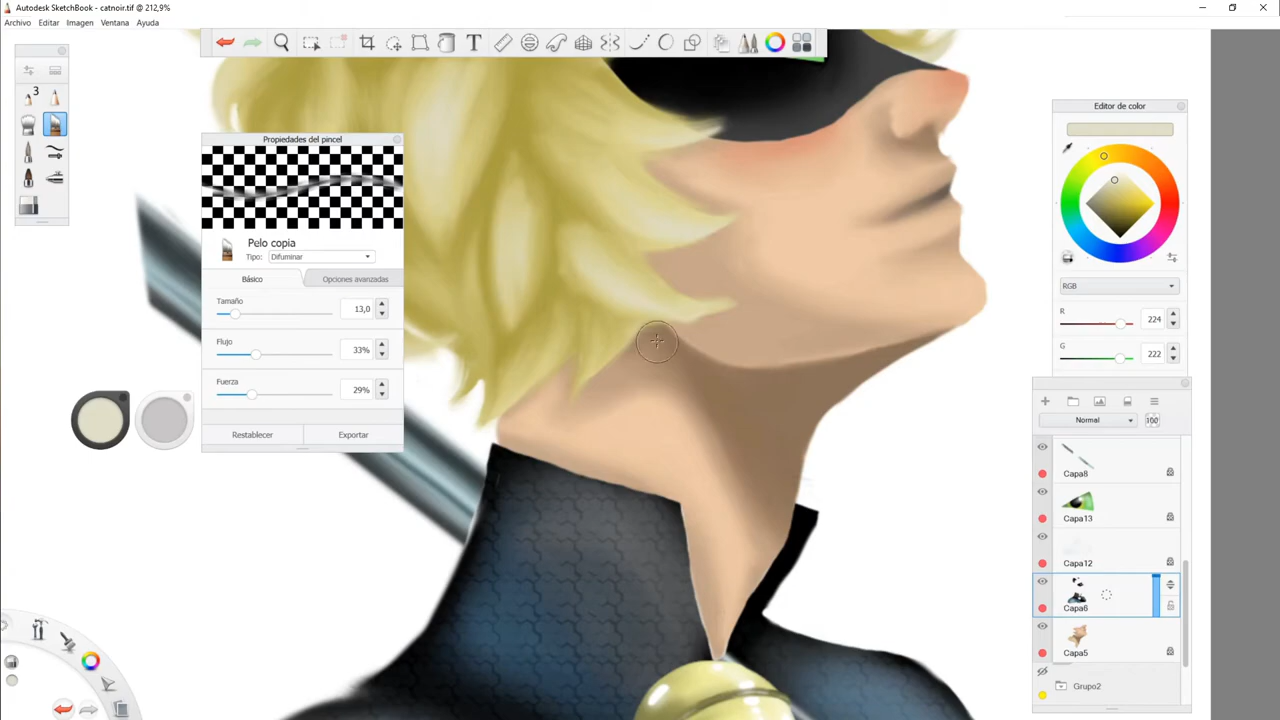 Autodesk SketchBook - catnoir.tif @ 212,9%
Archivo Editar Imagen Ventana Ayuda
T
3
Propiedades del pincel
Pelo copia
Tipo: Difuminar
Básico Opciones avanzadas
Tamaño
13,0
Flujo
33%
Fuerza
29%
Restablecer Exportar
Editor de color
RGB
R 224
G 222
Normal 100
Capa8
Capa13
Capa12
Capa6
Capa5
Grupo2